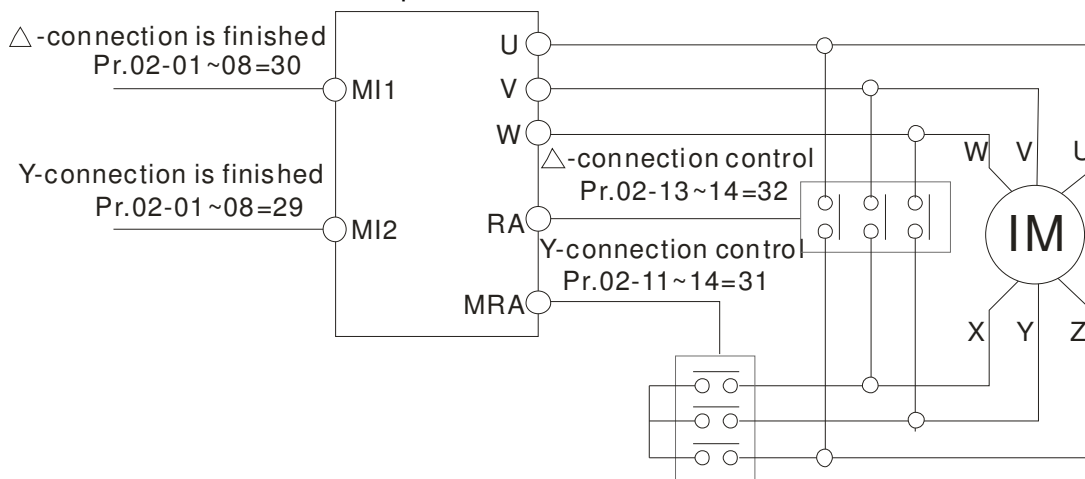 △-connection is finished
Pr.02-01~08=30
MI1
Y-connection is finished
Pr.02-01~08=29
MI2
U
V
W
△-connection control
Pr.02-13~14=32
RA
Y-connection control
Pr.02-11~14=31
MRA
W V U
IM
X Y Z